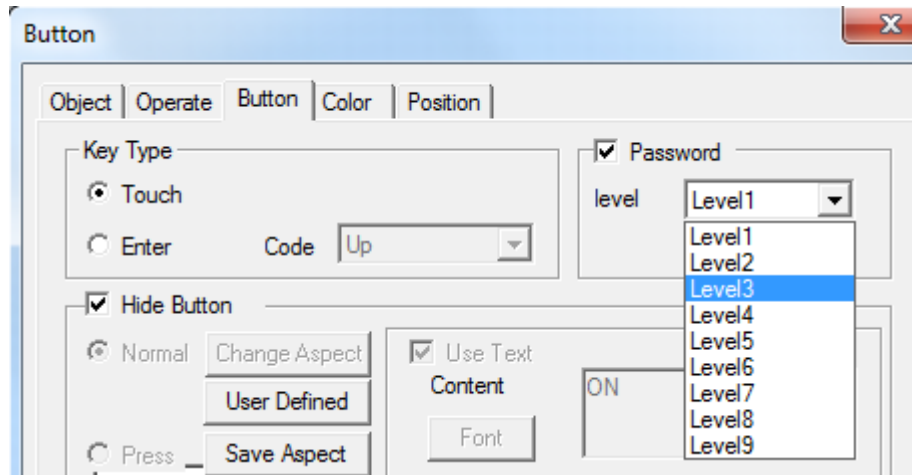 Button
Object Operate Button Color Position
Key Type
Touch
Enter Code Up
Password
level Level1
Level1
Level2
Level3
Level4
Level5
Level6
Level7
Level8
Level9
Hide Button
Normal Change Aspect
User Defined
Press Save Aspect
Use Text
Content ON
Font